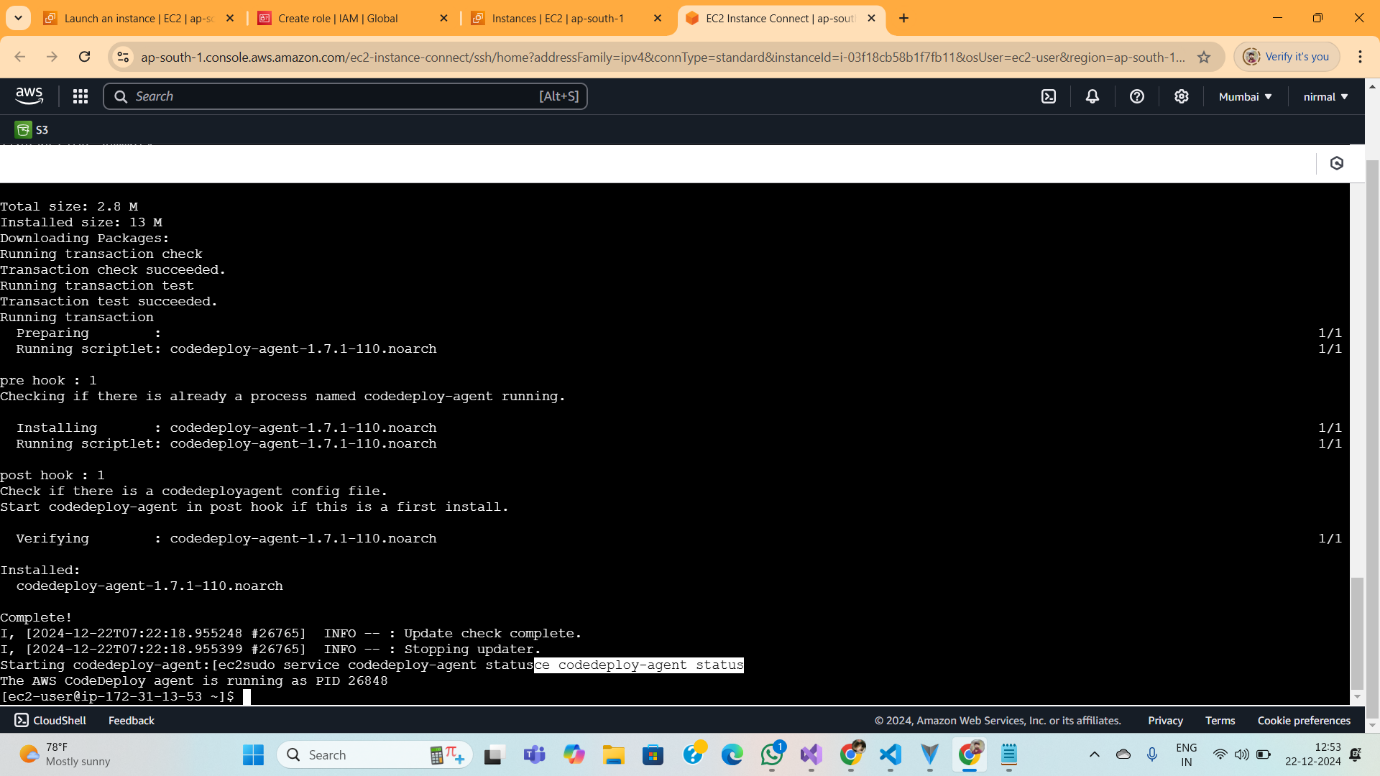 Launch an instance | EC2 | ap-sc
Create role | IAM | Global
Instances | EC2 | ap-south-1
EC2 Instance Connect | ap-sout
ap-south-1.console.aws.amazon.com/ec2-instance-connect/ssh/home?addressFamily=ipv4&connType=standard&instanceId=i-03f18cb58b1f7fb11&osUser=ec2-user&region=ap-south-1...
Verify it's you
aws
Search
[Alt+S]
Mumbai
nirmal
S3
Total size: 2.8 M
Installed size: 13 M
Downloading Packages:
Running transaction check
Transaction check succeeded.
Running transaction test
Transaction test succeeded.
Running transaction
Preparing : 1/1
Running scriptlet: codedeploy-agent-1.7.1-110.noarch 1/1
pre hook : 1
Checking if there is already a process named codedeploy-agent running.
Installing : codedeploy-agent-1.7.1-110.noarch 1/1
Running scriptlet: codedeploy-agent-1.7.1-110.noarch 1/1
post hook : 1
Check if there is a codedeployagent config file.
Start codedeploy-agent in post hook if this is a first install.
Verifying : codedeploy-agent-1.7.1-110.noarch 1/1
Installed:
codedeploy-agent-1.7.1-110.noarch
Complete!
I, [2024-12-22T07:22:18.955248 #26765] INFO -- : Update check complete.
I, [2024-12-22T07:22:18.955399 #26765] INFO -- : Stopping updater.
Starting codedeploy-agent:[ec2sudo service codedeploy-agent statusce codedeploy-agent status
The AWS CodeDeploy agent is running as PID 26848
[ec2-user@ip-172-31-13-53 ~]$
CloudShell
Feedback
© 2024, Amazon Web Services, Inc. or its affiliates.
Privacy
Terms
Cookie preferences
78°F
Mostly sunny
Search
1
ENG
IN
12:53
22-12-2024